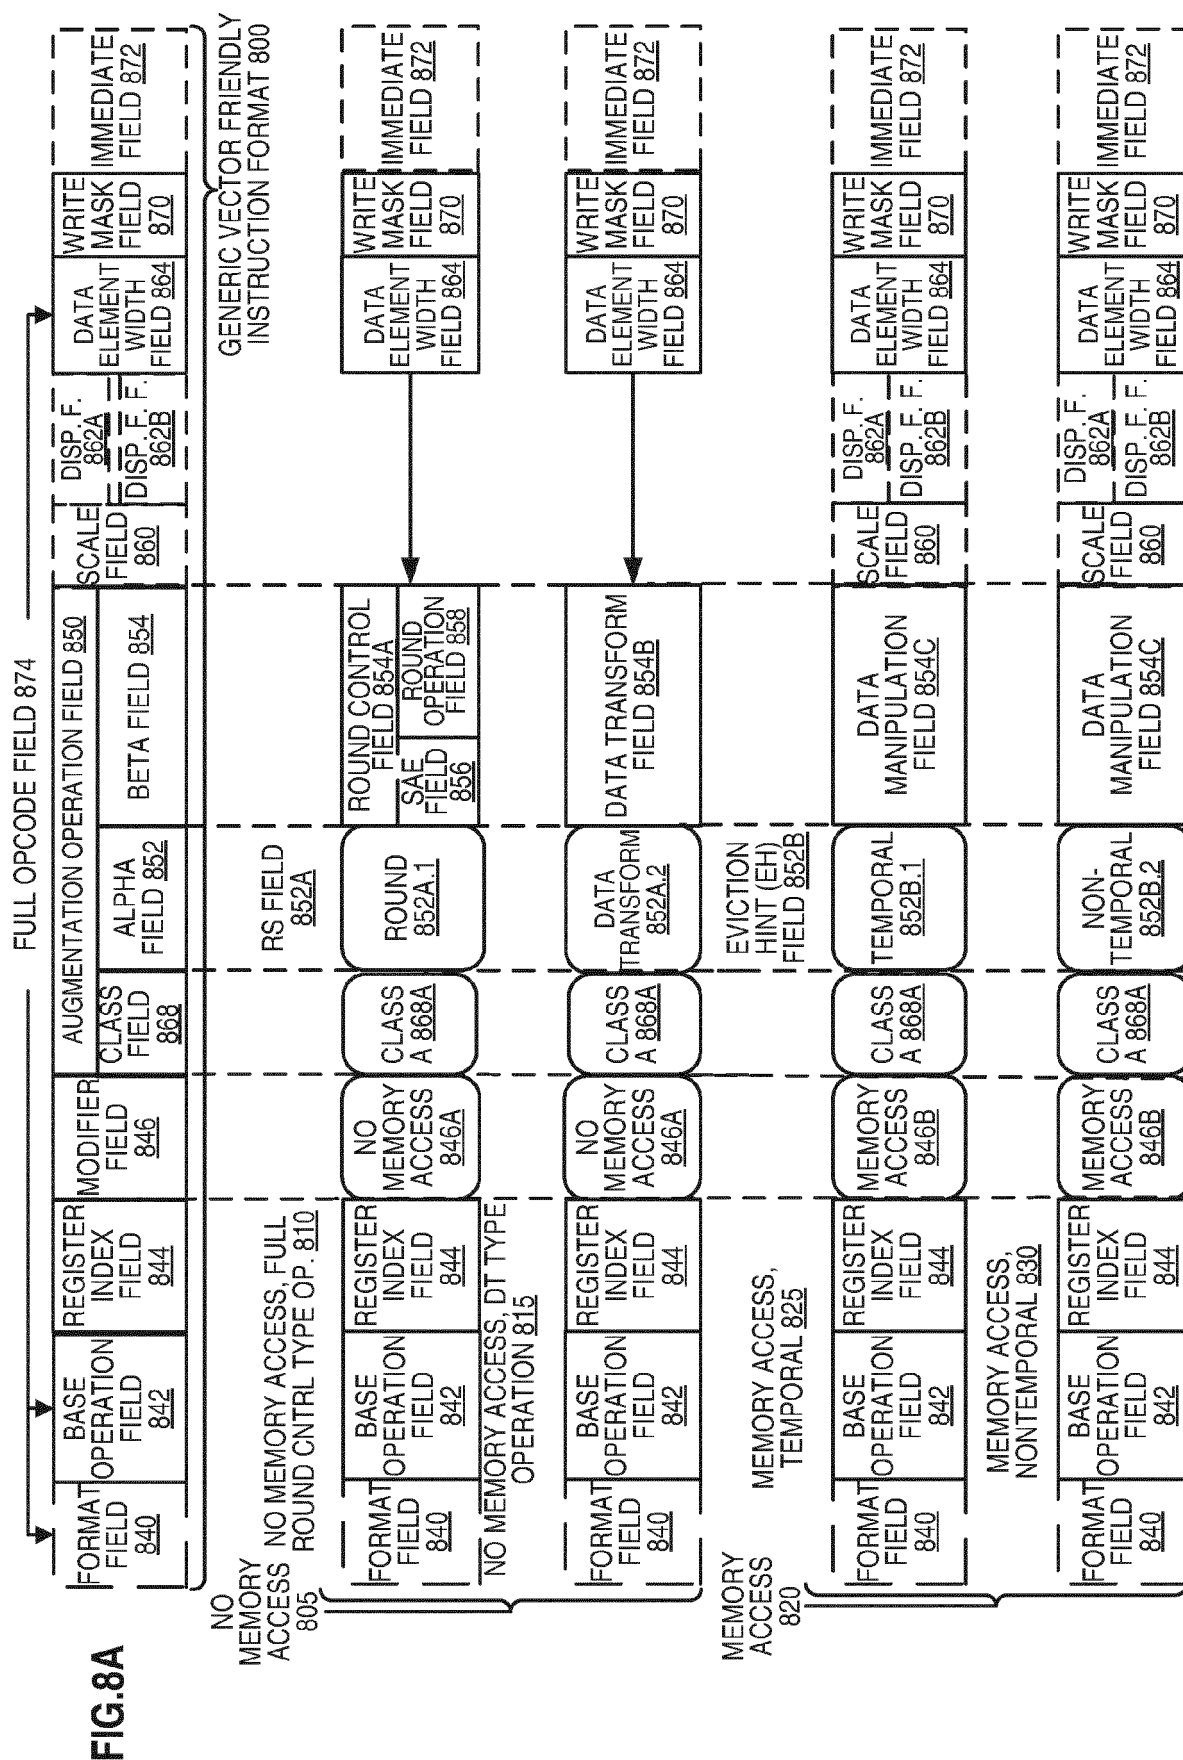 FIG.8A
FULL OPCODE FIELD 874
FORMAT
FIELD
840
BASE
OPERATION
FIELD
842
REGISTER
INDEX
FIELD
844
MODIFIER
FIELD
846
AUGMENTATION OPERATION FIELD 850
CLASS
FIELD
868
ALPHA
FIELD 852
BETA FIELD 854
SCALE
FIELD
860
DISP. F.
862A
DISP. F. F.
862B
DATA
ELEMENT
WIDTH
FIELD 864
WRITE
MASK
FIELD
870
IMMEDIATE
FIELD 872
GENERIC VECTOR FRIENDLY
INSTRUCTION FORMAT 800
NO
MEMORY
ACCESS
805
NO MEMORY ACCESS, FULL
ROUND CNTRL TYPE OP. 810
RS FIELD
852A
FORMAT
FIELD
840
BASE
OPERATION
FIELD
842
REGISTER
INDEX
FIELD
844
NO
MEMORY
ACCESS
846A
CLASS
A 868A
ROUND
852A.1
ROUND CONTROL
FIELD 854A
SAE
FIELD
856
ROUND
OPERATION
FIELD 858
DATA
ELEMENT
WIDTH
FIELD 864
WRITE
MASK
FIELD
870
IMMEDIATE
FIELD 872
NO MEMORY ACCESS, DT TYPE
OPERATION 815
FORMAT
FIELD
840
BASE
OPERATION
FIELD
842
REGISTER
INDEX
FIELD
844
NO
MEMORY
ACCESS
846A
CLASS
A 868A
DATA
TRANSFORM
852A.2
DATA TRANSFORM
FIELD 854B
DATA
ELEMENT
WIDTH
FIELD 864
WRITE
MASK
FIELD
870
IMMEDIATE
FIELD 872
MEMORY
ACCESS
820
MEMORY ACCESS,
TEMPORAL 825
EVICTION
HINT (EH)
FIELD 852B
FORMAT
FIELD
840
BASE
OPERATION
FIELD
842
REGISTER
INDEX
FIELD
844
MEMORY
ACCESS
846B
CLASS
A 868A
TEMPORAL
852B.1
DATA
MANIPULATION
FIELD 854C
SCALE
FIELD
860
DISP. F.
862A
DISP. F. F.
862B
DATA
ELEMENT
WIDTH
FIELD 864
WRITE
MASK
FIELD
870
IMMEDIATE
FIELD 872
MEMORY ACCESS,
NONTEMPORAL 830
FORMAT
FIELD
840
BASE
OPERATION
FIELD
842
REGISTER
INDEX
FIELD
844
MEMORY
ACCESS
846B
CLASS
A 868A
NON-
TEMPORAL
852B.2
DATA
MANIPULATION
FIELD 854C
SCALE
FIELD
860
DISP. F.
862A
DISP. F. F.
862B
DATA
ELEMENT
WIDTH
FIELD 864
WRITE
MASK
FIELD
870
IMMEDIATE
FIELD 872